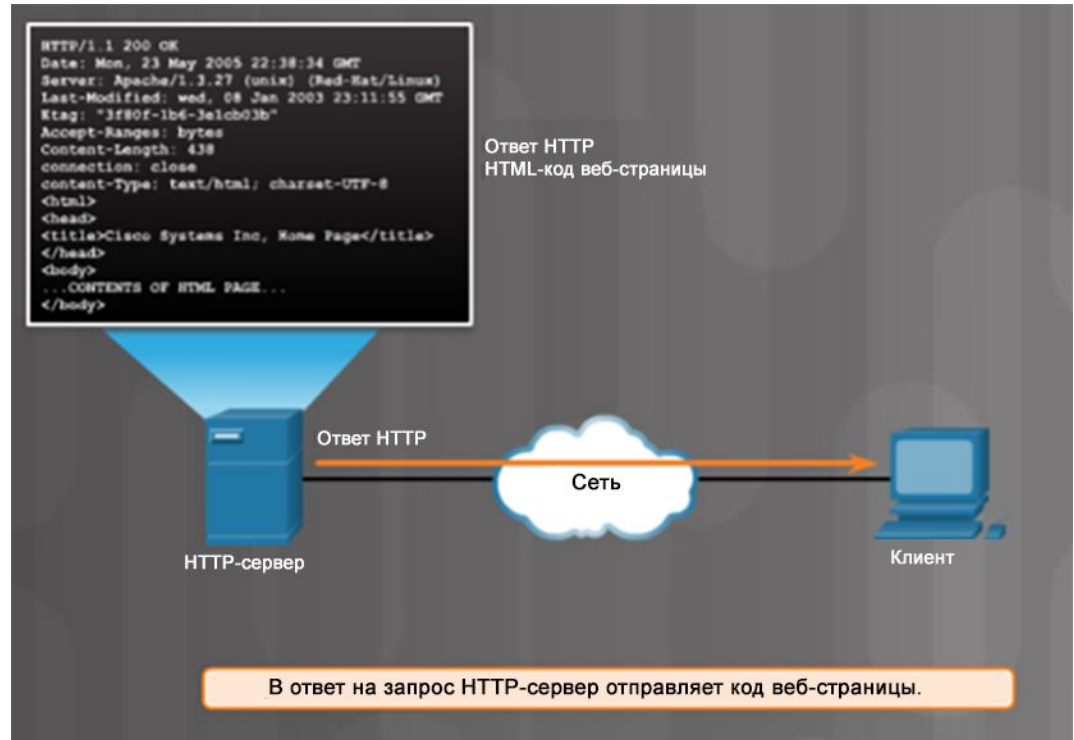 HTTP/1.1 200 OK
Date: Mon, 23 May 2005 22:38:34 GMT
Server: Apache/1.3.27 (unix) (Red-Hat/Linux)
Last-Modified: wed, 08 Jan 2003 23:11:55 GMT
Etag: "3f80f-1b6-3e1cb03b"
Accept-Ranges: bytes
Content-Length: 438
connection: close
content-Type: text/html; charset-UTF-8
<html>
<head>
<title>Cisco Systems Inc, Home Page</title>
</head>
<body>
...CONTENTS OF HTML PAGE...
</body>
Ответ HTTP
HTML-код веб-страницы
Ответ HTTP
Сеть
HTTP-сервер
Клиент
В ответ на запрос HTTP-сервер отправляет код веб-страницы.